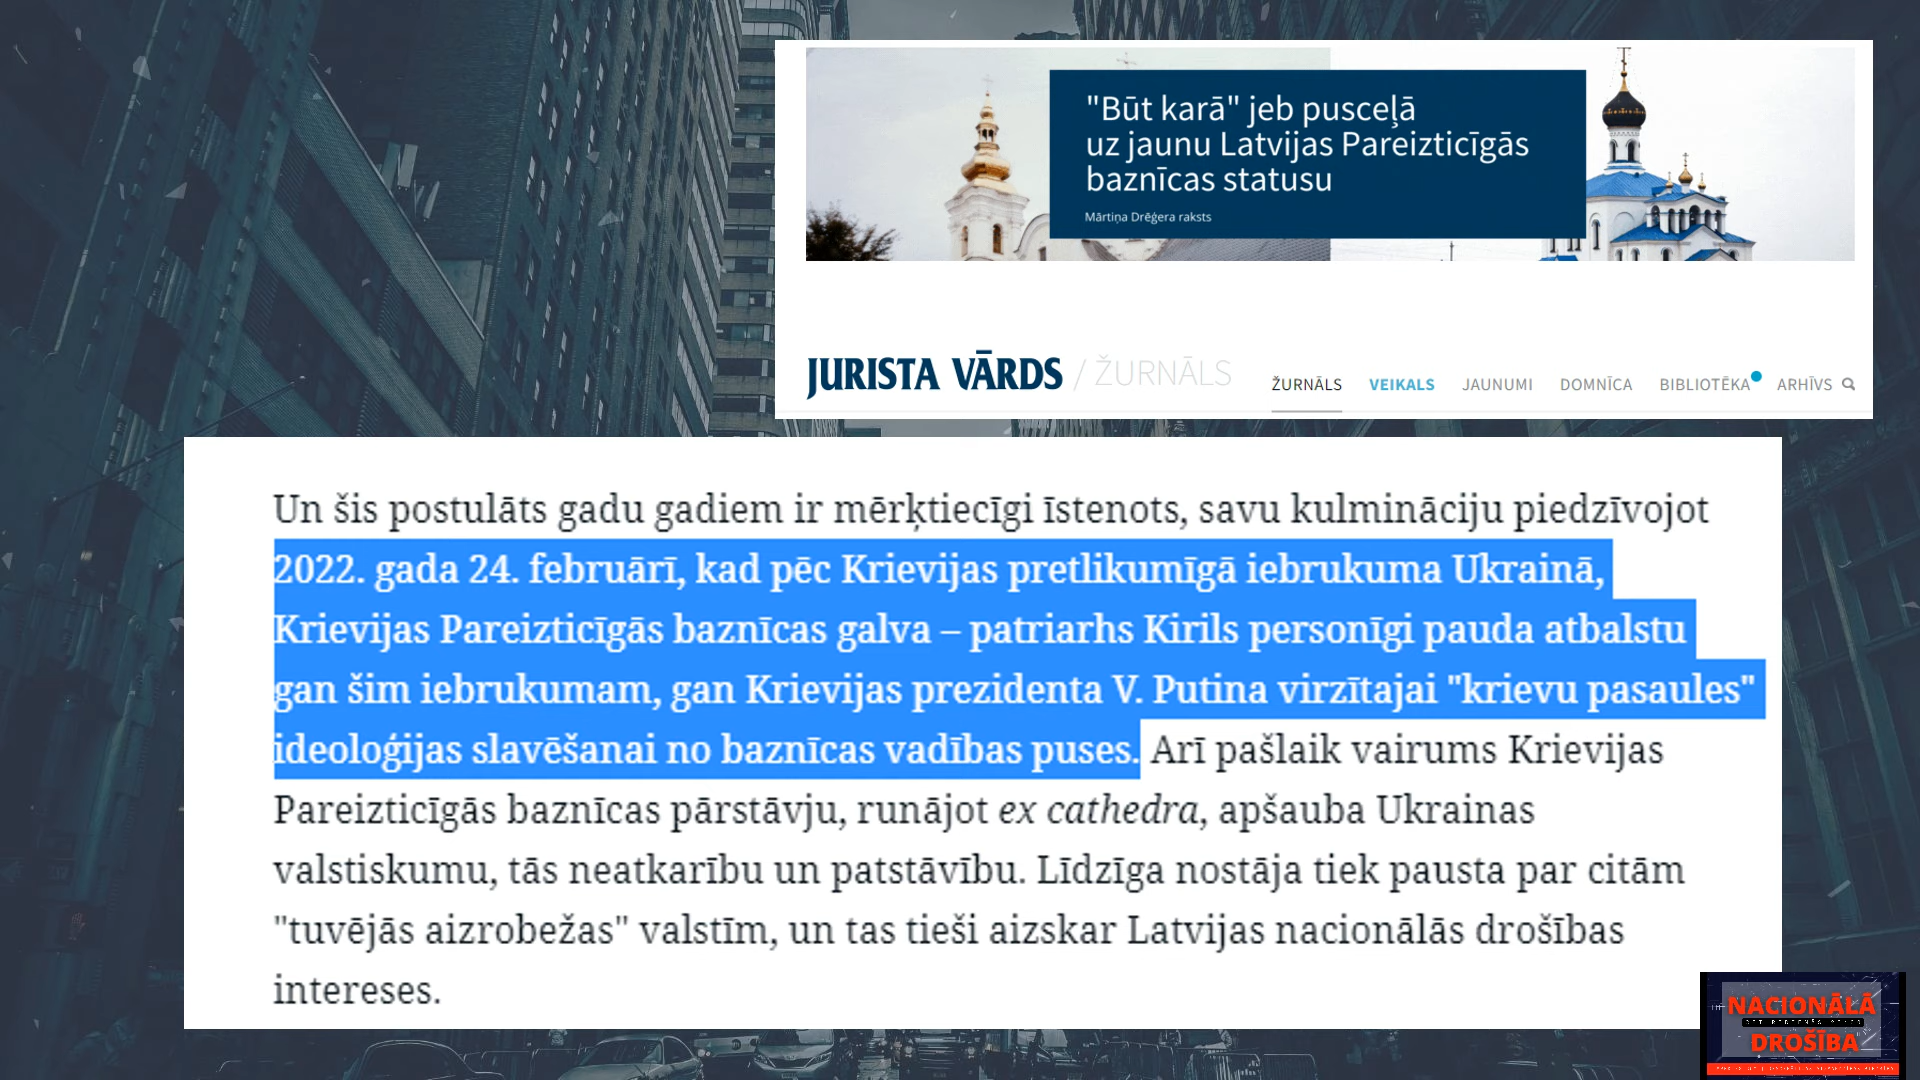 "Būt karā" jeb pusceļā
uz jaunu Latvijas Pareizticīgās
baznīcas statusu
Mārtiņa Drēģera raksts
JURISTA VĀRDS / ŽURNĀLS
ŽURNĀLS VEIKALS JAUNUMI DOMNĪCA BIBLIOTĒKA ARHĪVS
Un šis postulāts gadu gadiem ir mērķtiecīgi īstenots, savu kulmināciju piedzīvojot
2022. gada 24. februārī, kad pēc Krievijas pretlikumīgā iebrukuma Ukrainā,
Krievijas Pareizticīgās baznīcas galva – patriarhs Kirils personīgi pauda atbalstu
gan šim iebrukumam, gan Krievijas prezidenta V. Putina virzītajai "krievu pasaules"
ideoloģijas slavēšanai no baznīcas vadības puses. Arī pašlaik vairums Krievijas
Pareizticīgās baznīcas pārstāvju, runājot ex cathedra, apšauba Ukrainas
valstiskumu, tās neatkarību un patstāvību. Līdzīga nostāja tiek pausta par citām
"tuvējās aizrobežas" valstīm, un tas tieši aizskar Latvijas nacionālās drošības
intereses.
NACIONĀLĀ
DROŠĪBA